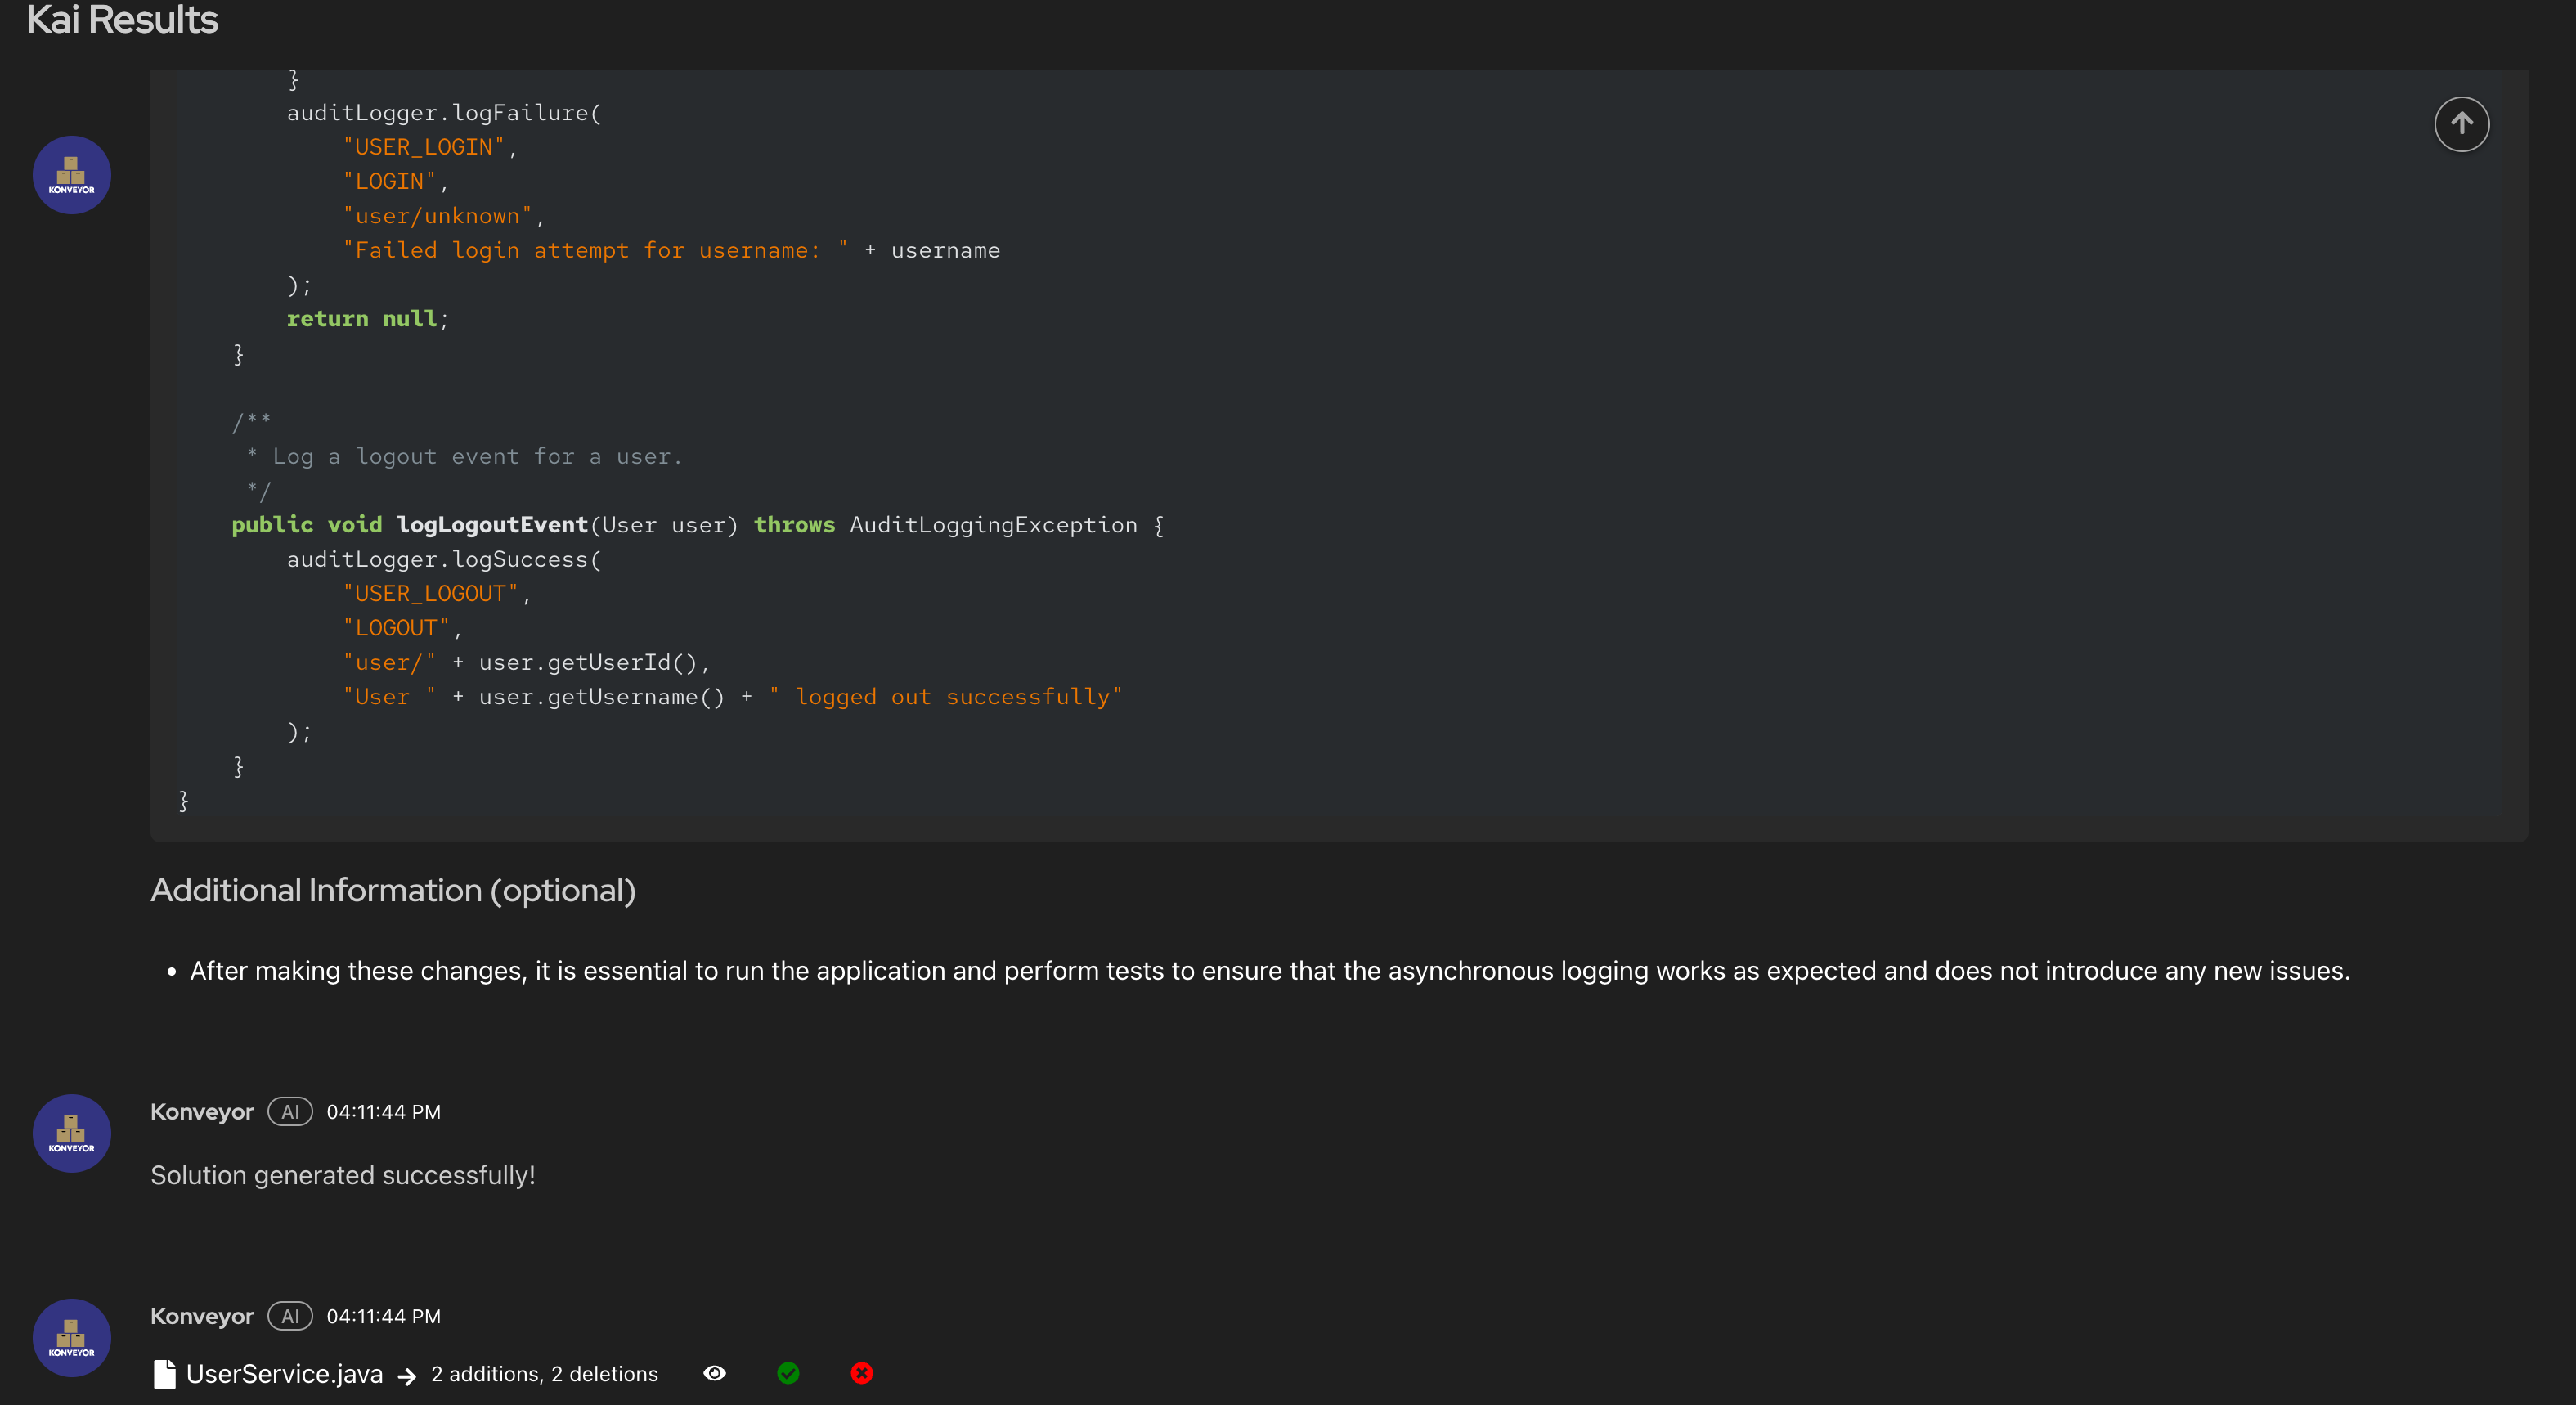 Kai Results
}
auditLogger.logFailure(
"USER_LOGIN",
"LOGIN",
"user/unknown",
"Failed login attempt for username: " + username
);
return null;
}
/**
* Log a logout event for a user.
*/
public void logLogoutEvent(User user) throws AuditLoggingException {
auditLogger.logSuccess(
"USER_LOGOUT",
"LOGOUT",
"user/" + user.getUserId(),
"User " + user.getUsername() + " logged out successfully"
);
}
}
KONVEYOR
Additional Information (optional)
• After making these changes, it is essential to run the application and perform tests to ensure that the asynchronous logging works as expected and does not introduce any new issues.
KONVEYOR
Konveyor AI 04:11:44 PM
Solution generated successfully!
KONVEYOR
Konveyor AI 04:11:44 PM
UserService.java → 2 additions, 2 deletions